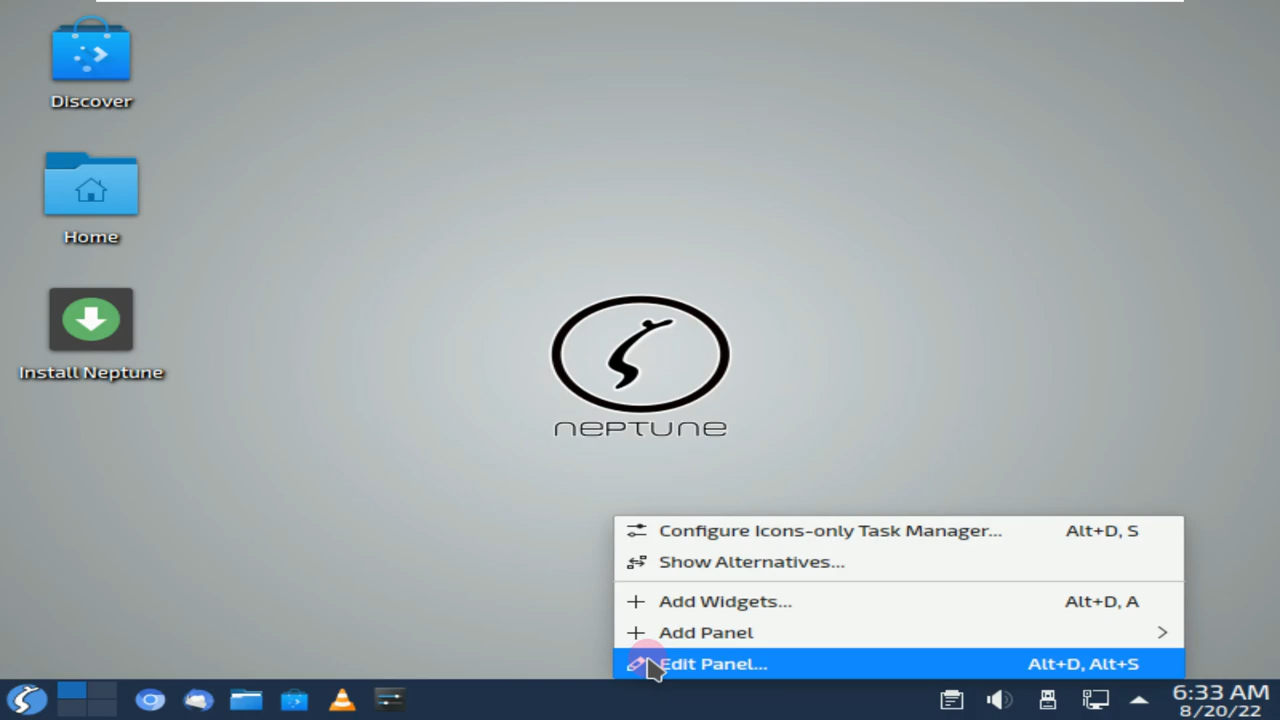 Discover
Home
Install Neptune
NEPTUNE
Configure Icons-only Task Manager... Alt+D, S
Show Alternatives...
Add Widgets... Alt+D, A
Add Panel
Edit Panel... Alt+D, Alt+S
6:33 AM
8/20/22